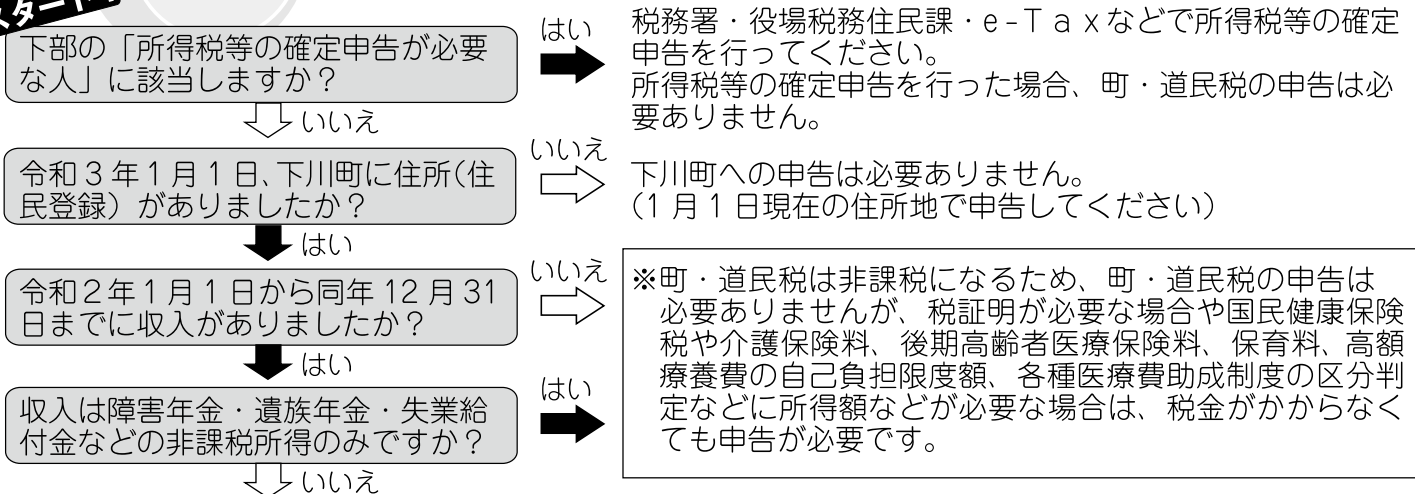 スタート
下部の「所得税等の確定申告が必要
な人」に該当しますか？
はい
税務署・役場税務住民課・e-Taxなどで所得税等の確定
申告を行ってください。
所得税等の確定申告を行った場合、町・道民税の申告は必
要ありません。
いいえ
令和３年１月１日、下川町に住所（住
民登録）がありましたか？
いいえ
下川町への申告は必要ありません。
（1月1日現在の住所地で申告してください）
はい
令和２年１月１日から同年12月31
日までに収入がありましたか？
いいえ
※町・道民税は非課税になるため、町・道民税の申告は
必要ありませんが、税証明が必要な場合や国民健康保険
税や介護保険料、後期高齢者医療保険料、保育料、高額
療養費の自己負担限度額、各種医療費助成制度の区分判
定などに所得額などが必要な場合は、税金がかからなく
ても申告が必要です。
はい
収入は障害年金・遺族年金・失業給
付金などの非課税所得のみですか？
はい
いいえ